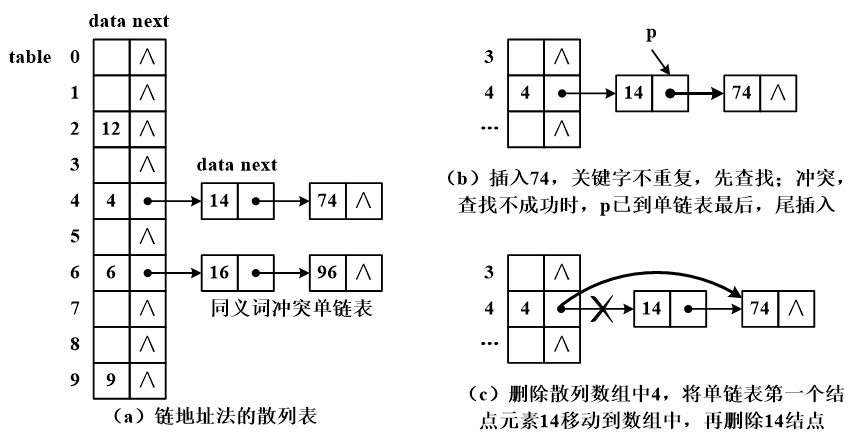 data next
table 0 ∧
1 ∧
2 12 ∧
3 ∧
data next
4 4 14 74 ∧
5 ∧
6 6 16 96 ∧
同义词冲突单链表
7 ∧
8 ∧
9 9 ∧
(a) 链地址法的散列表
p
3 ∧
4 4 14 74 ∧
... ∧
(b) 插入74，关键字不重复，先查找；冲突，
查找不成功时，p已到单链表最后，尾插入
3 ∧
4 4 14 74 ∧
... ∧
(c) 删除散列数组中4，将单链表第一个结
点元素14移动到数组中，再删除14结点